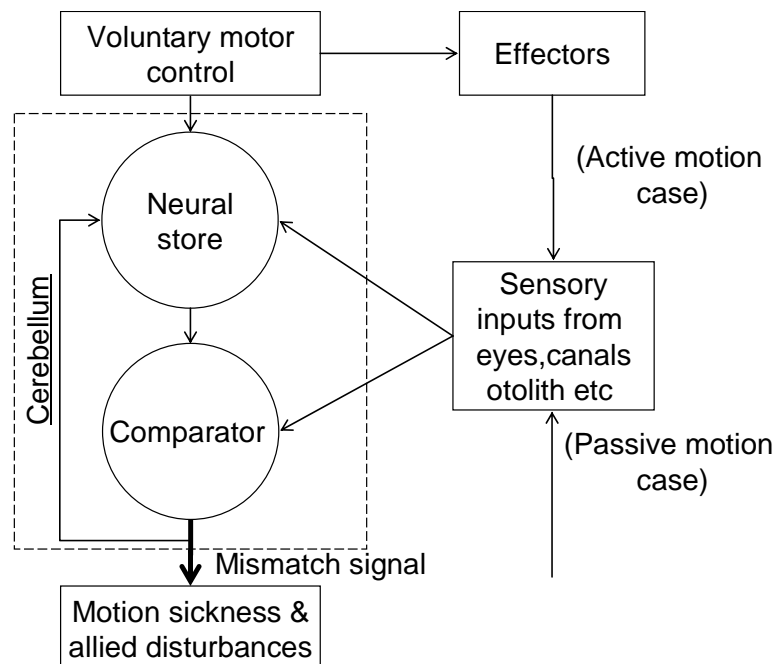 Voluntary motor
control
Effectors
(Active motion
case)
Neural
store
Sensory
inputs from
eyes,canals
otolith etc
Cerebellum
Comparator
(Passive motion
case)
Mismatch signal
Motion sickness &
allied disturbances